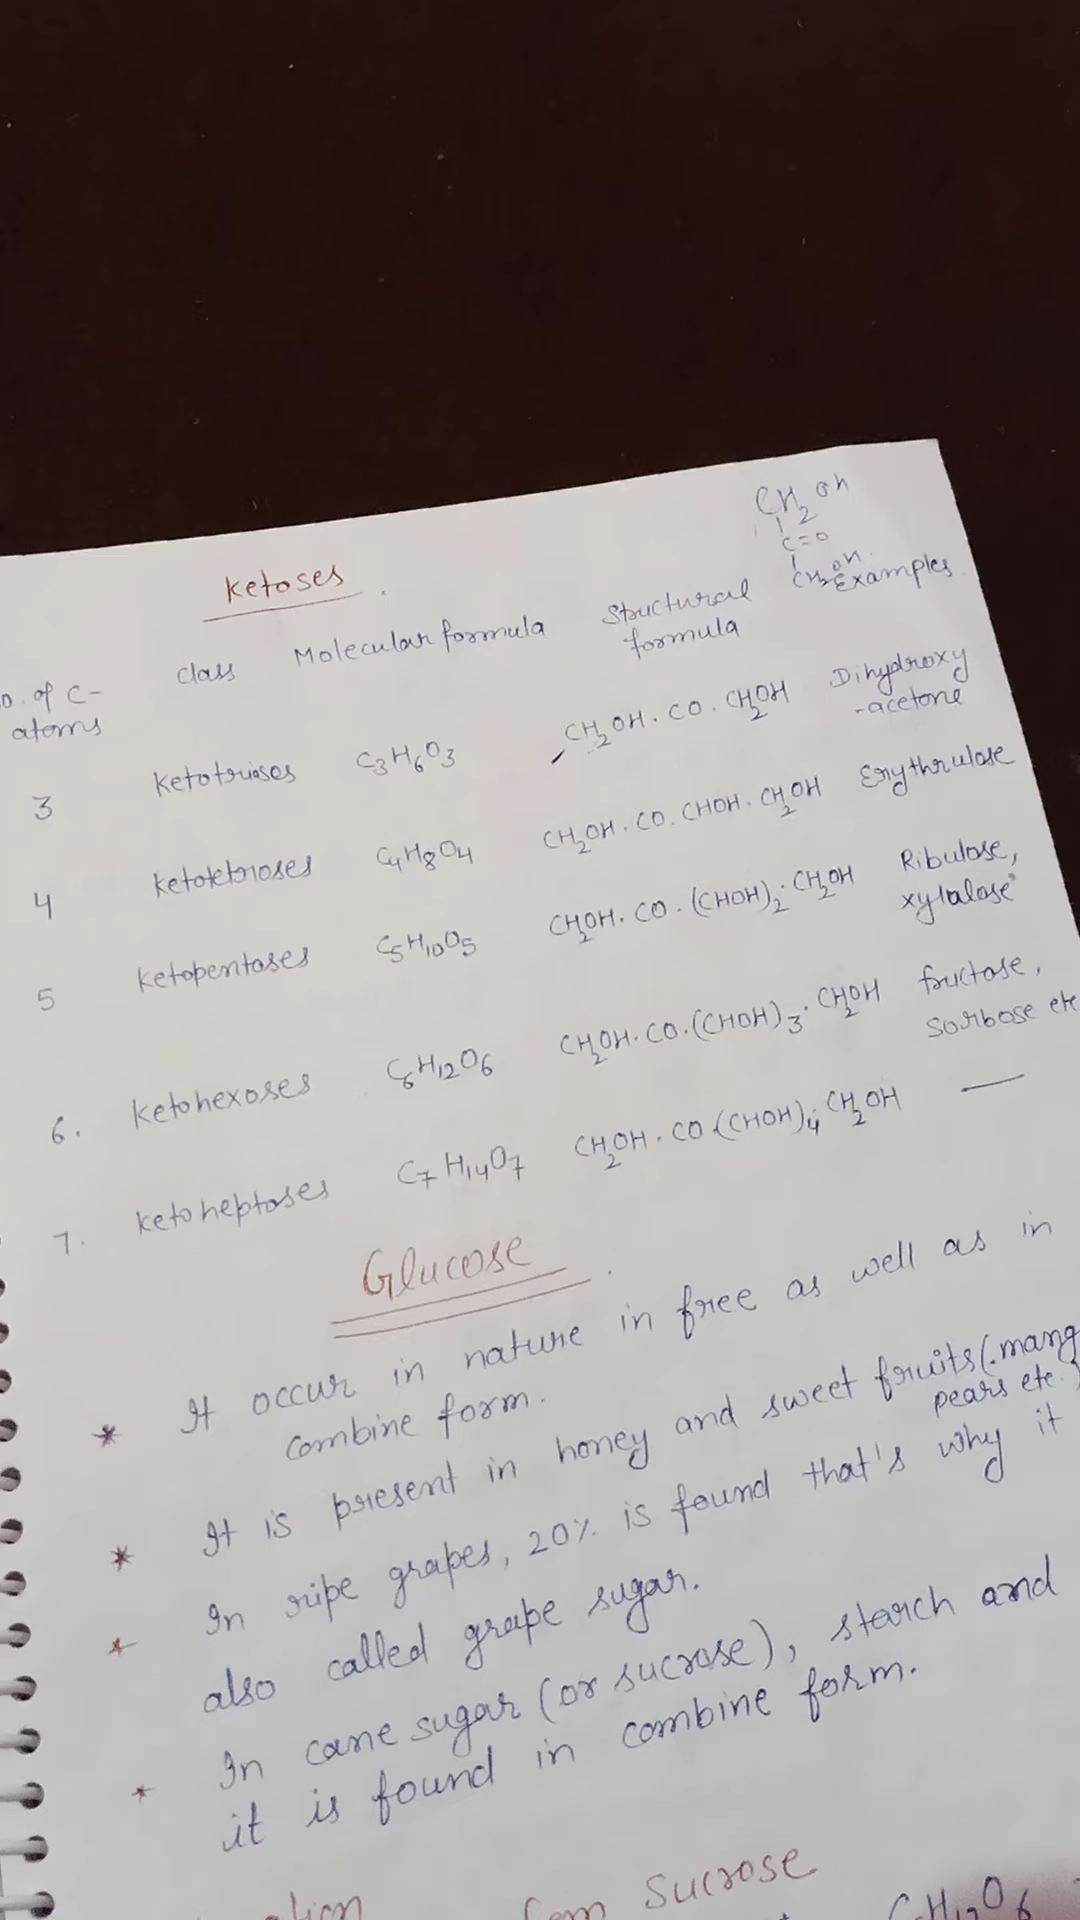 CH₂OH
C=O
CH₂OH
Ketoses
o. of C- Class Molecular formula Structural Examples
atoms formula
3 Ketotrioses C₃H₆O₃ CH₂OH.CO.CH₂OH Dihydroxy
-acetone
4 Ketotetroses C₄H₈O₄ CH₂OH.CO.CHOH.CH₂OH Erythrulose
5 Ketopentoses C₅H₁₀O₅ CH₂OH.CO.(CHOH)₂.CH₂OH Ribulose,
xylalose
6. Ketohexoses C₆H₁₂O₆ CH₂OH.CO.(CHOH)₃.CH₂OH fructose,
Sorbose etc
7. Ketoheptoses C₇H₁₄O₇ CH₂OH.CO.(CHOH)₄CH₂OH —
Glucose
* It occur in nature in free as well as in
combine form.
* It is present in honey and sweet fruits (mang
pears etc.)
* In ripe grapes, 20% is found that's why it
also called grape sugar.
* In cane sugar (or sucrose), starch and
it is found in combine form.
Sucrose
C₆H₁₂O₆